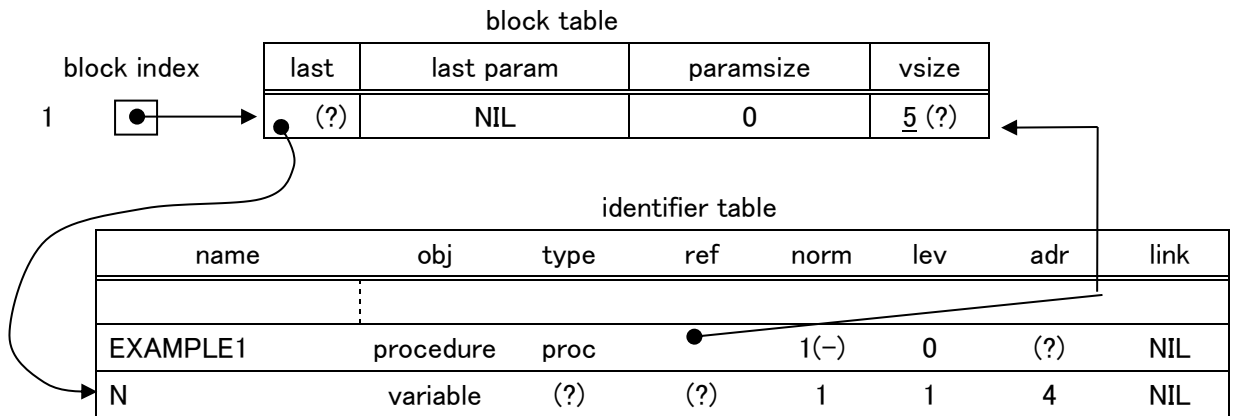 block table
block index last last param paramsize vsize
1 (?) NIL 0 5 (?)
identifier table
name obj type ref norm lev adr link
EXAMPLE1 procedure proc 1(-) 0 (?) NIL
N variable (?) (?) 1 1 4 NIL